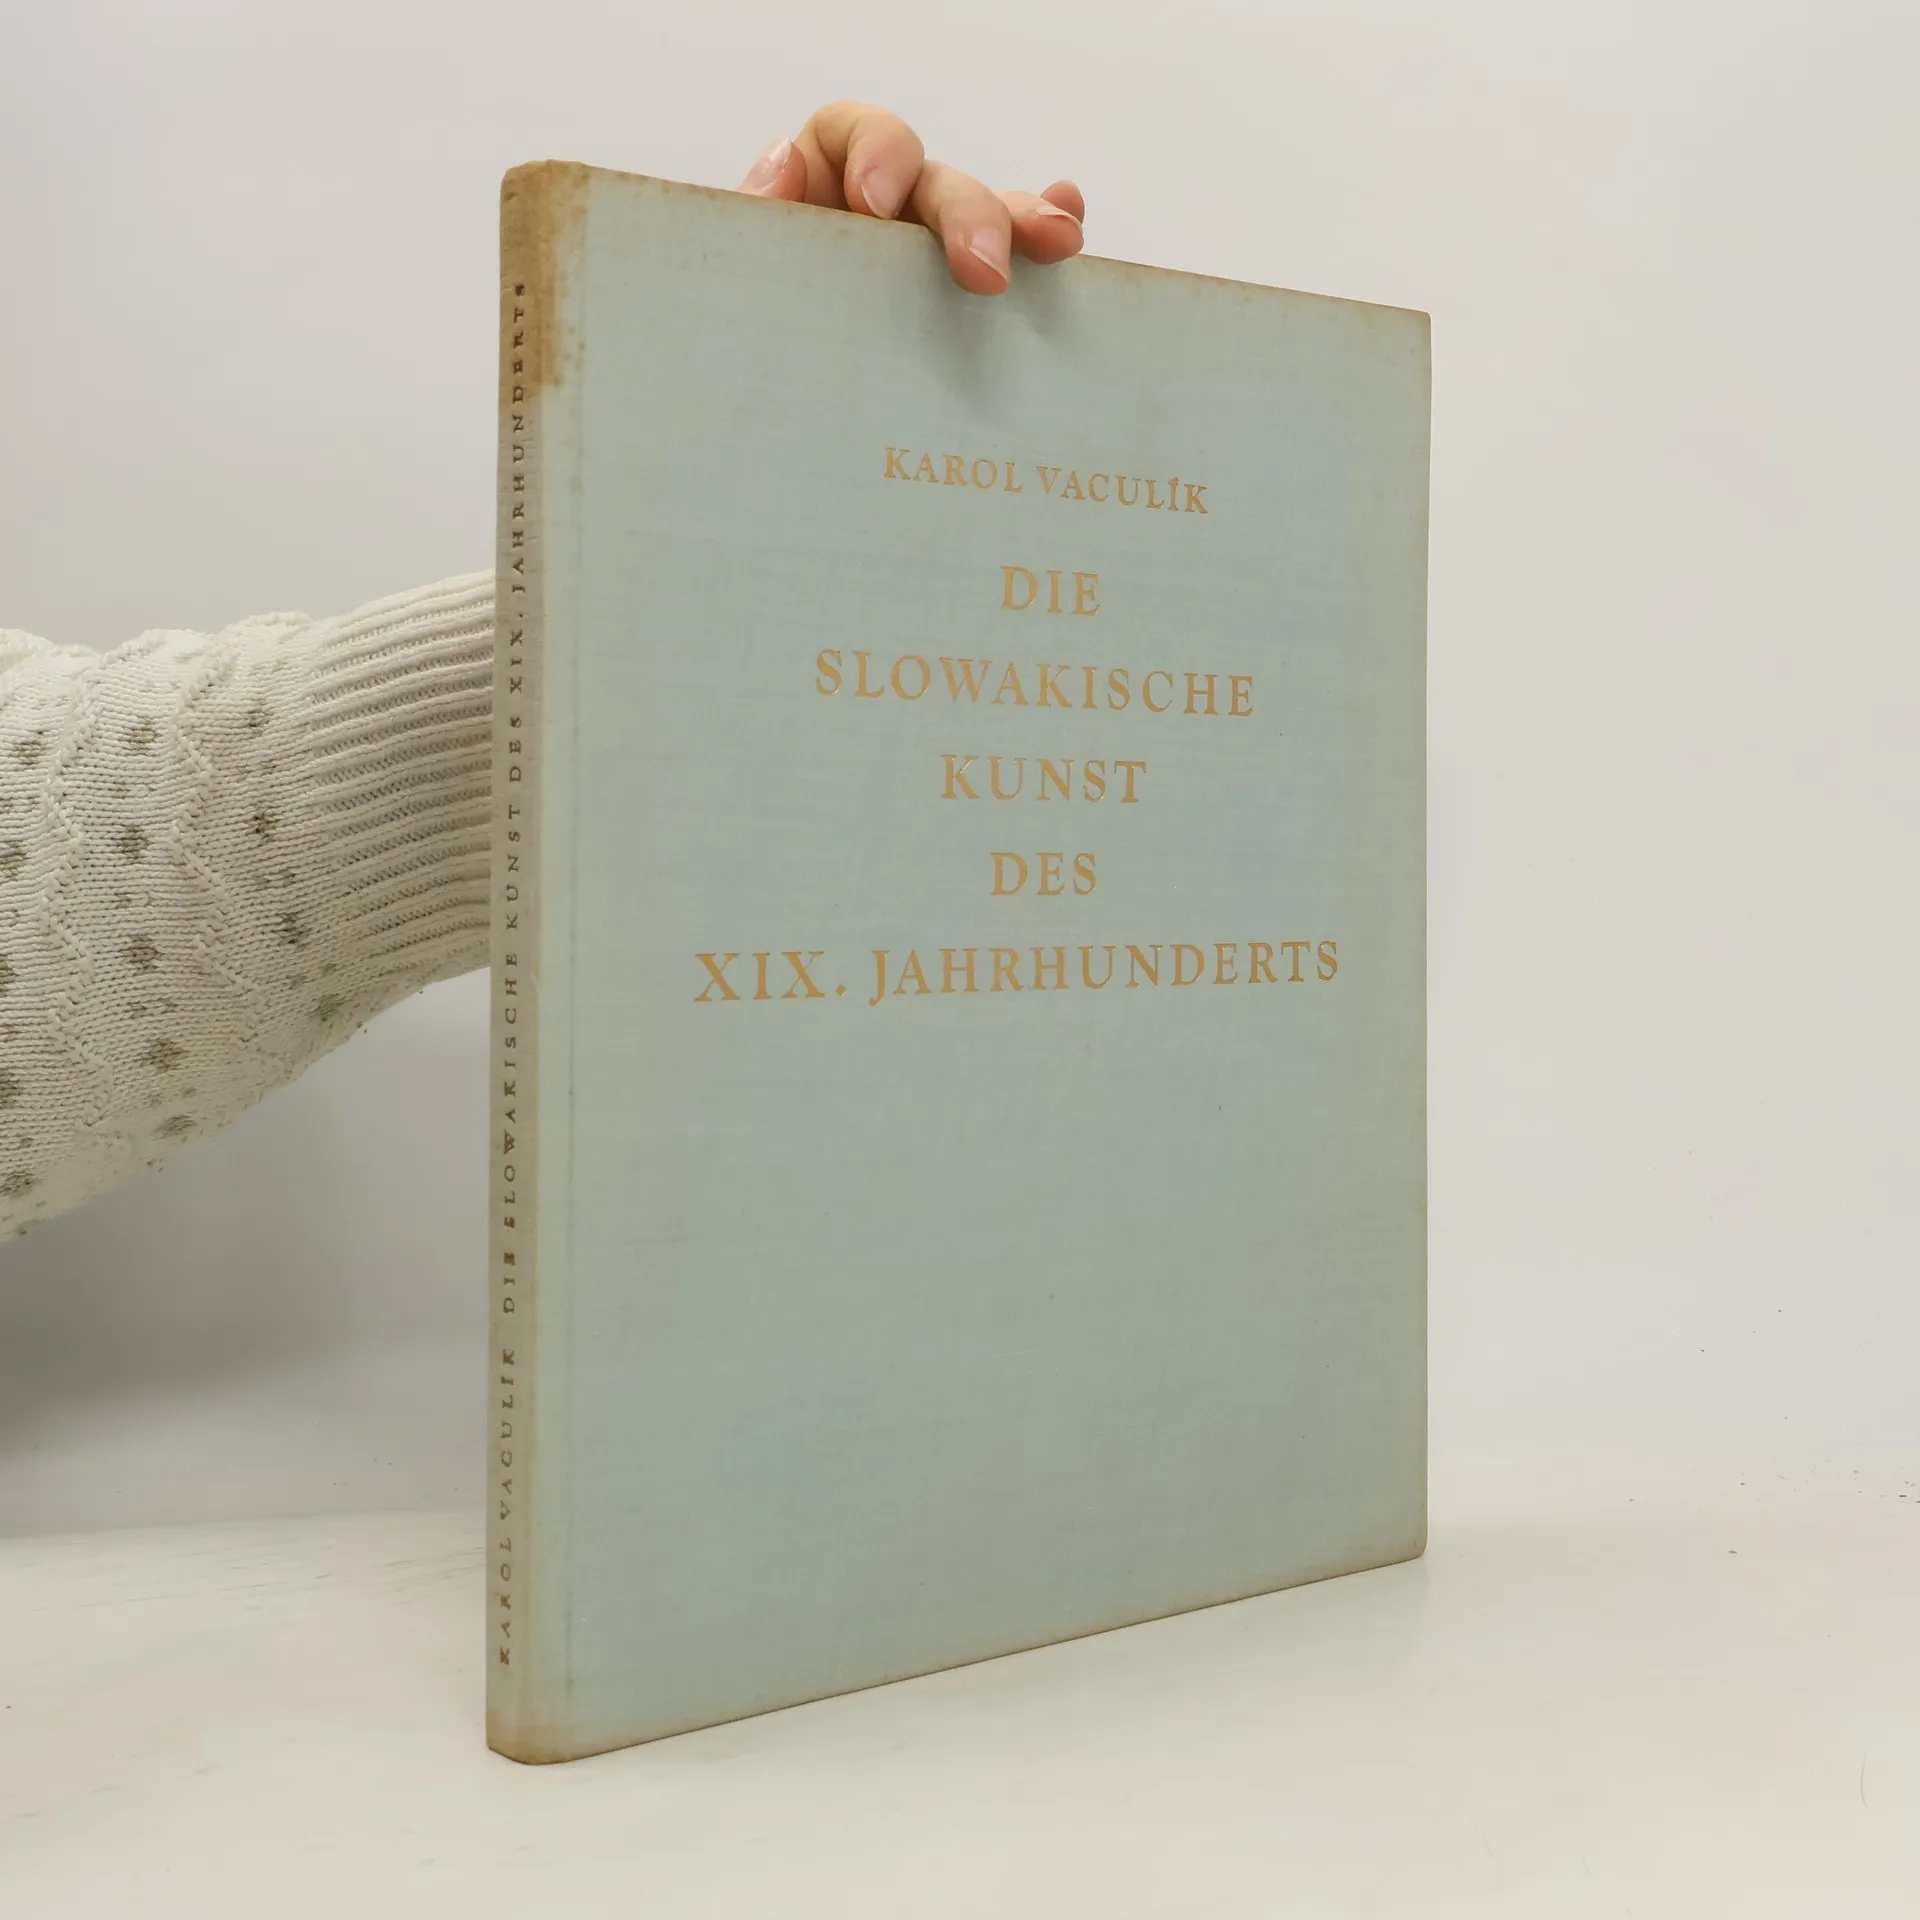 KAROL VACULÍK
DIE
SLOWAKISCHE
KUNST
DES
XIX. JAHRHUNDERTS
KAROL VACULÍK DIE SLOWAKISCHE KUNST DES XIX. JAHRHUNDERTS